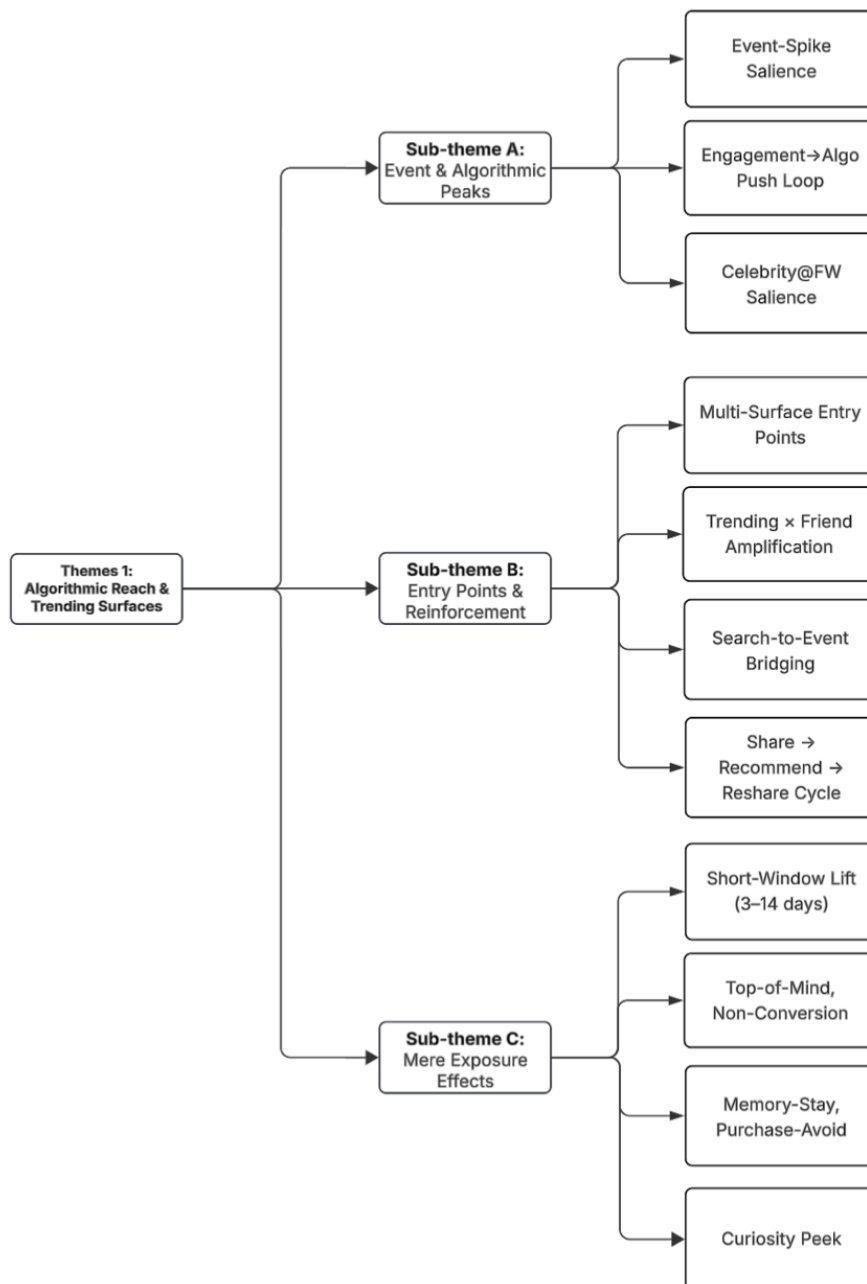 Themes 1:
Algorithmic Reach &
Trending Surfaces
Sub-theme A:
Event & Algorithmic
Peaks
Event-Spike
Salience
Engagement→Algo
Push Loop
Celebrity@FW
Salience
Sub-theme B:
Entry Points &
Reinforcement
Multi-Surface Entry
Points
Trending × Friend
Amplification
Search-to-Event
Bridging
Share →
Recommend →
Reshare Cycle
Sub-theme C:
Mere Exposure
Effects
Short-Window Lift
(3–14 days)
Top-of-Mind,
Non-Conversion
Memory-Stay,
Purchase-Avoid
Curiosity Peek